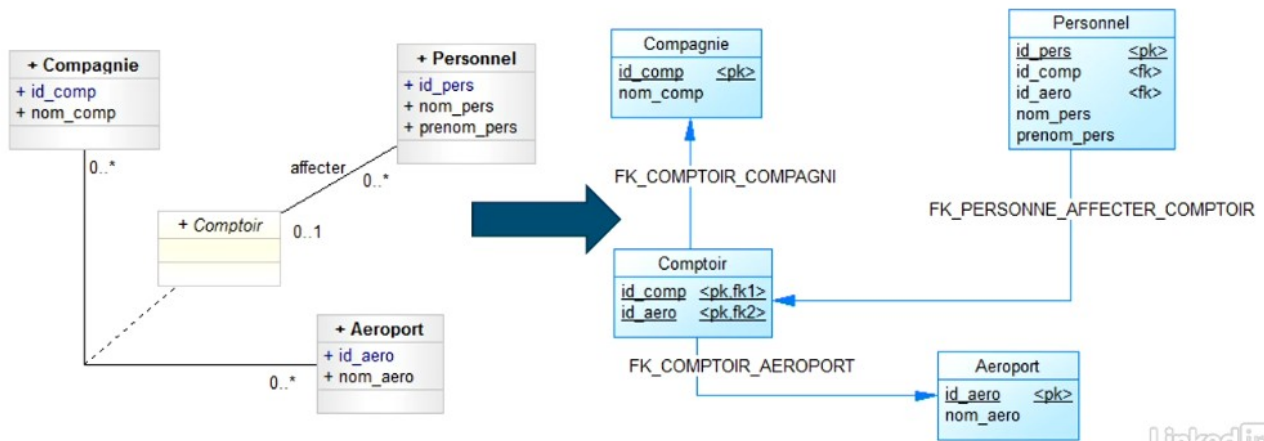 + Compagnie
+ id_comp
+ nom_comp
0..*
+ Personnel
+ id_pers
+ nom_pers
+ prenom_pers
affecter
0..*
+ Comptoir
0..1
+ Aeroport
+ id_aero
+ nom_aero
0..*
Compagnie
id_comp <pk>
nom_comp
Personnel
id_pers <pk>
id_comp <fk>
id_aero <fk>
nom_pers
prenom_pers
FK_COMPTOIR_COMPAGNI
FK_PERSONNE_AFFECTER_COMPTOIR
Comptoir
id_comp <pk,fk1>
id_aero <pk,fk2>
FK_COMPTOIR_AEROPORT
Aeroport
id_aero <pk>
nom_aero
Linkedin